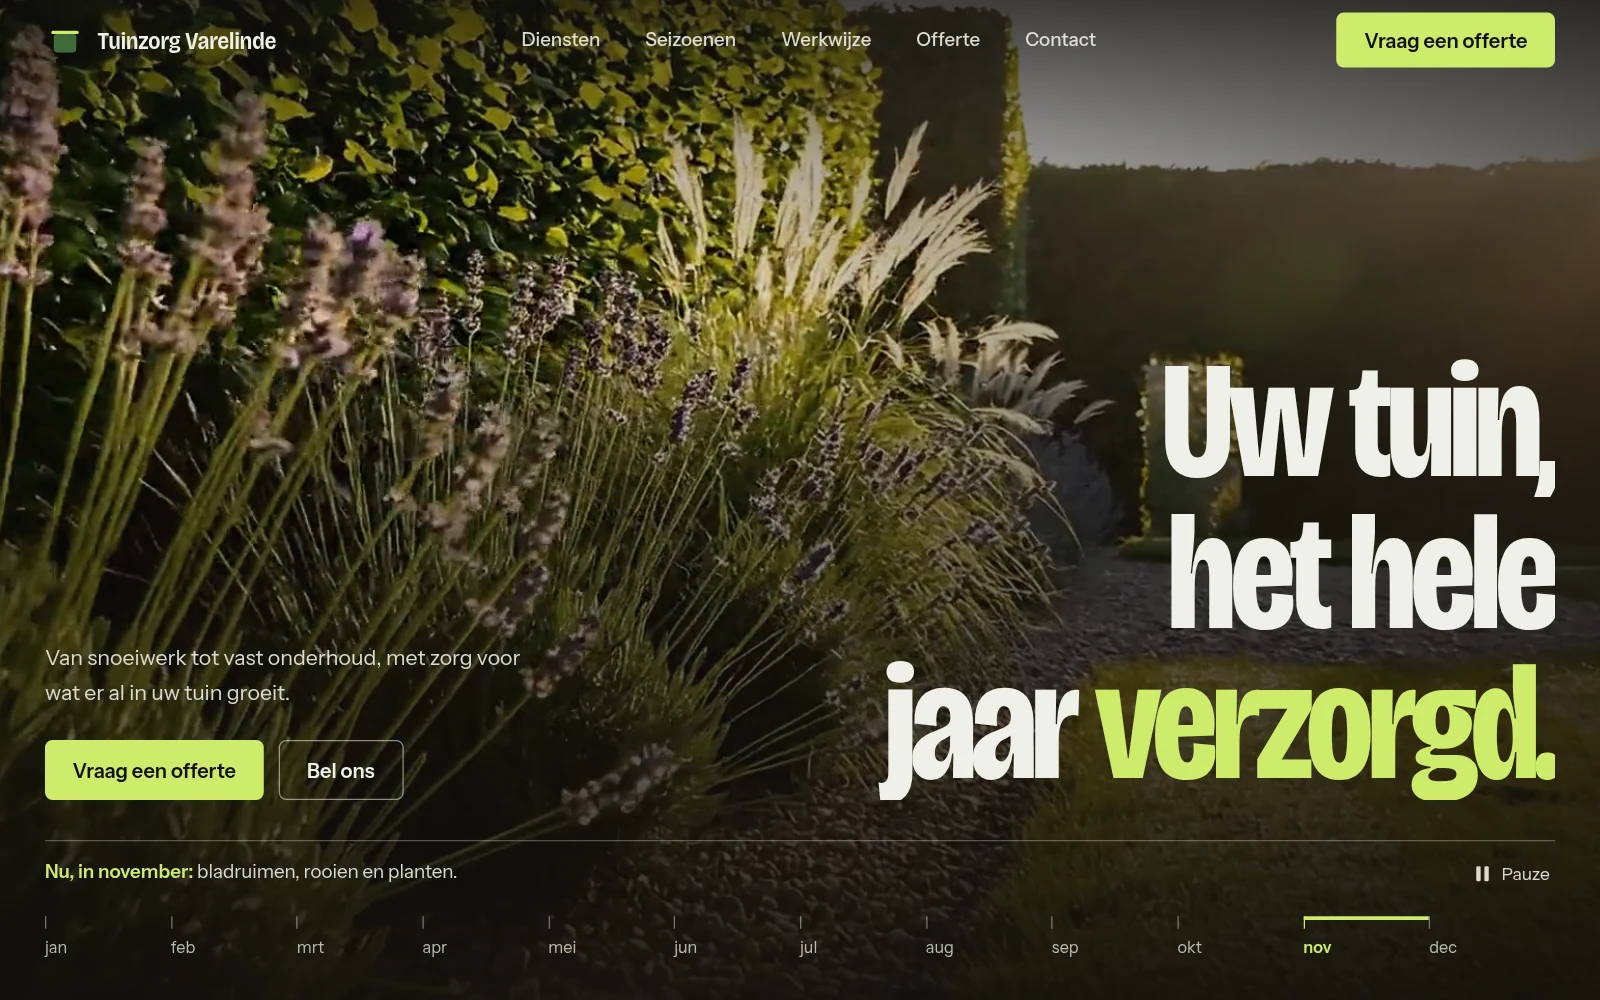 Tuinzorg Varelinde
Diensten
Seizoenen
Werkwijze
Offerte
Contact
Vraag een offerte
Uw tuin,
het hele
jaar verzorgd.
Van snoeiwerk tot vast onderhoud, met zorg voor
wat er al in uw tuin groeit.
Vraag een offerte
Bel ons
Nu, in november: bladruimen, rooien en planten.
Pauze
jan
feb
mrt
apr
mei
jun
jul
aug
sep
okt
nov
dec